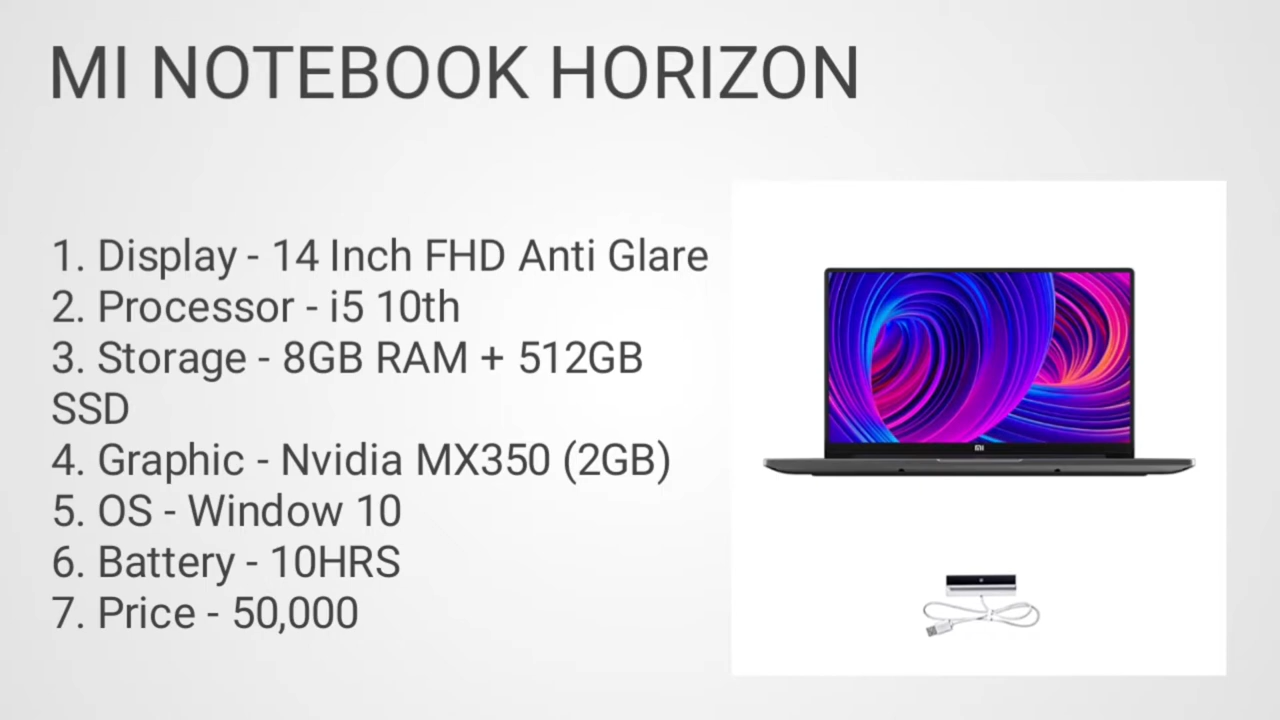 MI NOTEBOOK HORIZON
1. Display - 14 Inch FHD Anti Glare
2. Processor - i5 10th
3. Storage - 8GB RAM + 512GB
SSD
4. Graphic - Nvidia MX350 (2GB)
5. OS - Window 10
6. Battery - 10HRS
7. Price - 50,000
mi